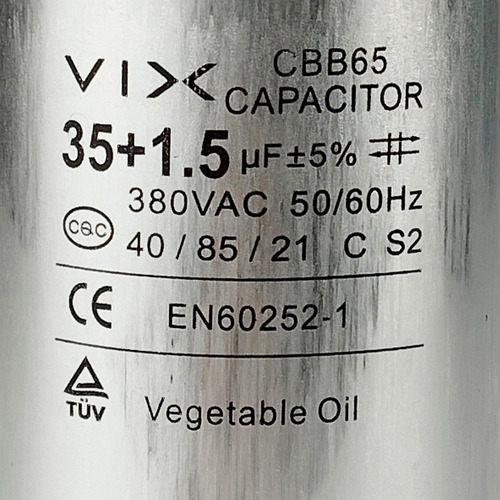 VIX CBB65
CAPACITOR
35+1.5 µF±5%
380VAC 50/60Hz
CQC 40 / 85 / 21 C S2
CE EN60252-1
TÜV Vegetable Oil